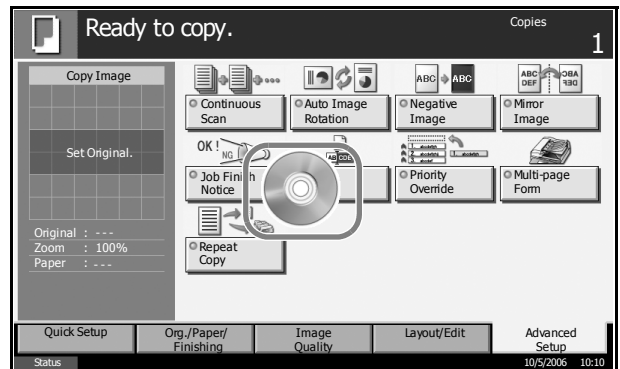 Ready to copy.
Copies
1
Copy Image
Set Original.
Original : ---
Zoom : 100%
Paper : ---
Continuous
Scan
Auto Image
Rotation
ABC ABC
Negative
Image
ABC
DEF
ABC
DEF
Mirror
Image
OK !
NG
Job Finish
Notice
Priority
Override
Multi-page
Form
Repeat
Copy
Quick Setup
Org./Paper/
Finishing
Image
Quality
Layout/Edit
Advanced
Setup
Status
10/5/2006 10:10